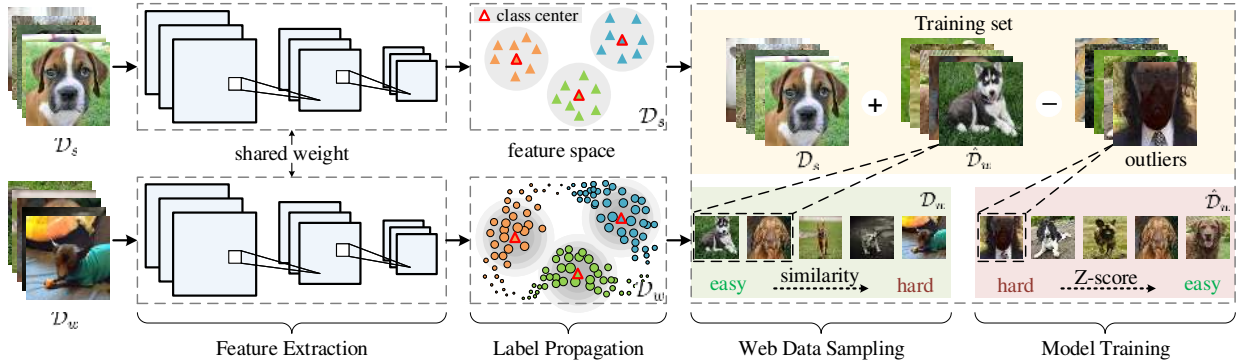 class center
Training set
𝒟s
𝒟s
+
−
𝒟s
𝒟̂w
outliers
shared weight
feature space
𝒟w
𝒟w
𝒟w
𝒟̂w
easy
similarity
hard
hard
Z-score
easy
Feature Extraction
Label Propagation
Web Data Sampling
Model Training